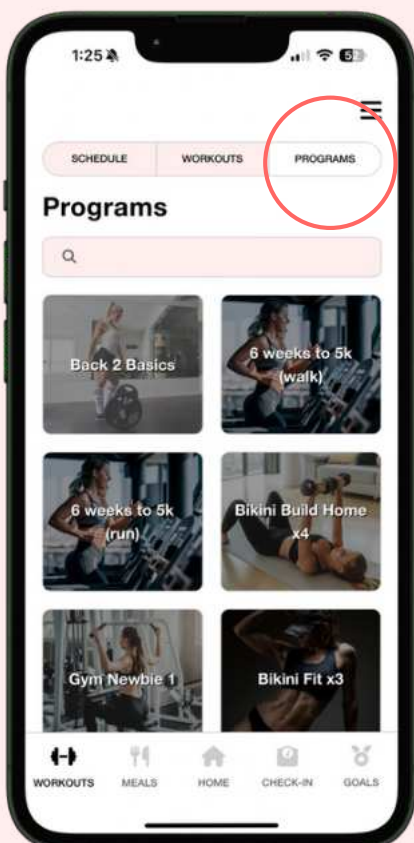 1:25
52
SCHEDULE WORKOUTS PROGRAMS
Programs
Back 2 Basics
6 weeks to 5k
(walk)
6 weeks to 5k
(run)
Bikini Build Home
x4
Gym Newbie 1
Bikini Fit x3
WORKOUTS MEALS HOME CHECK-IN GOALS